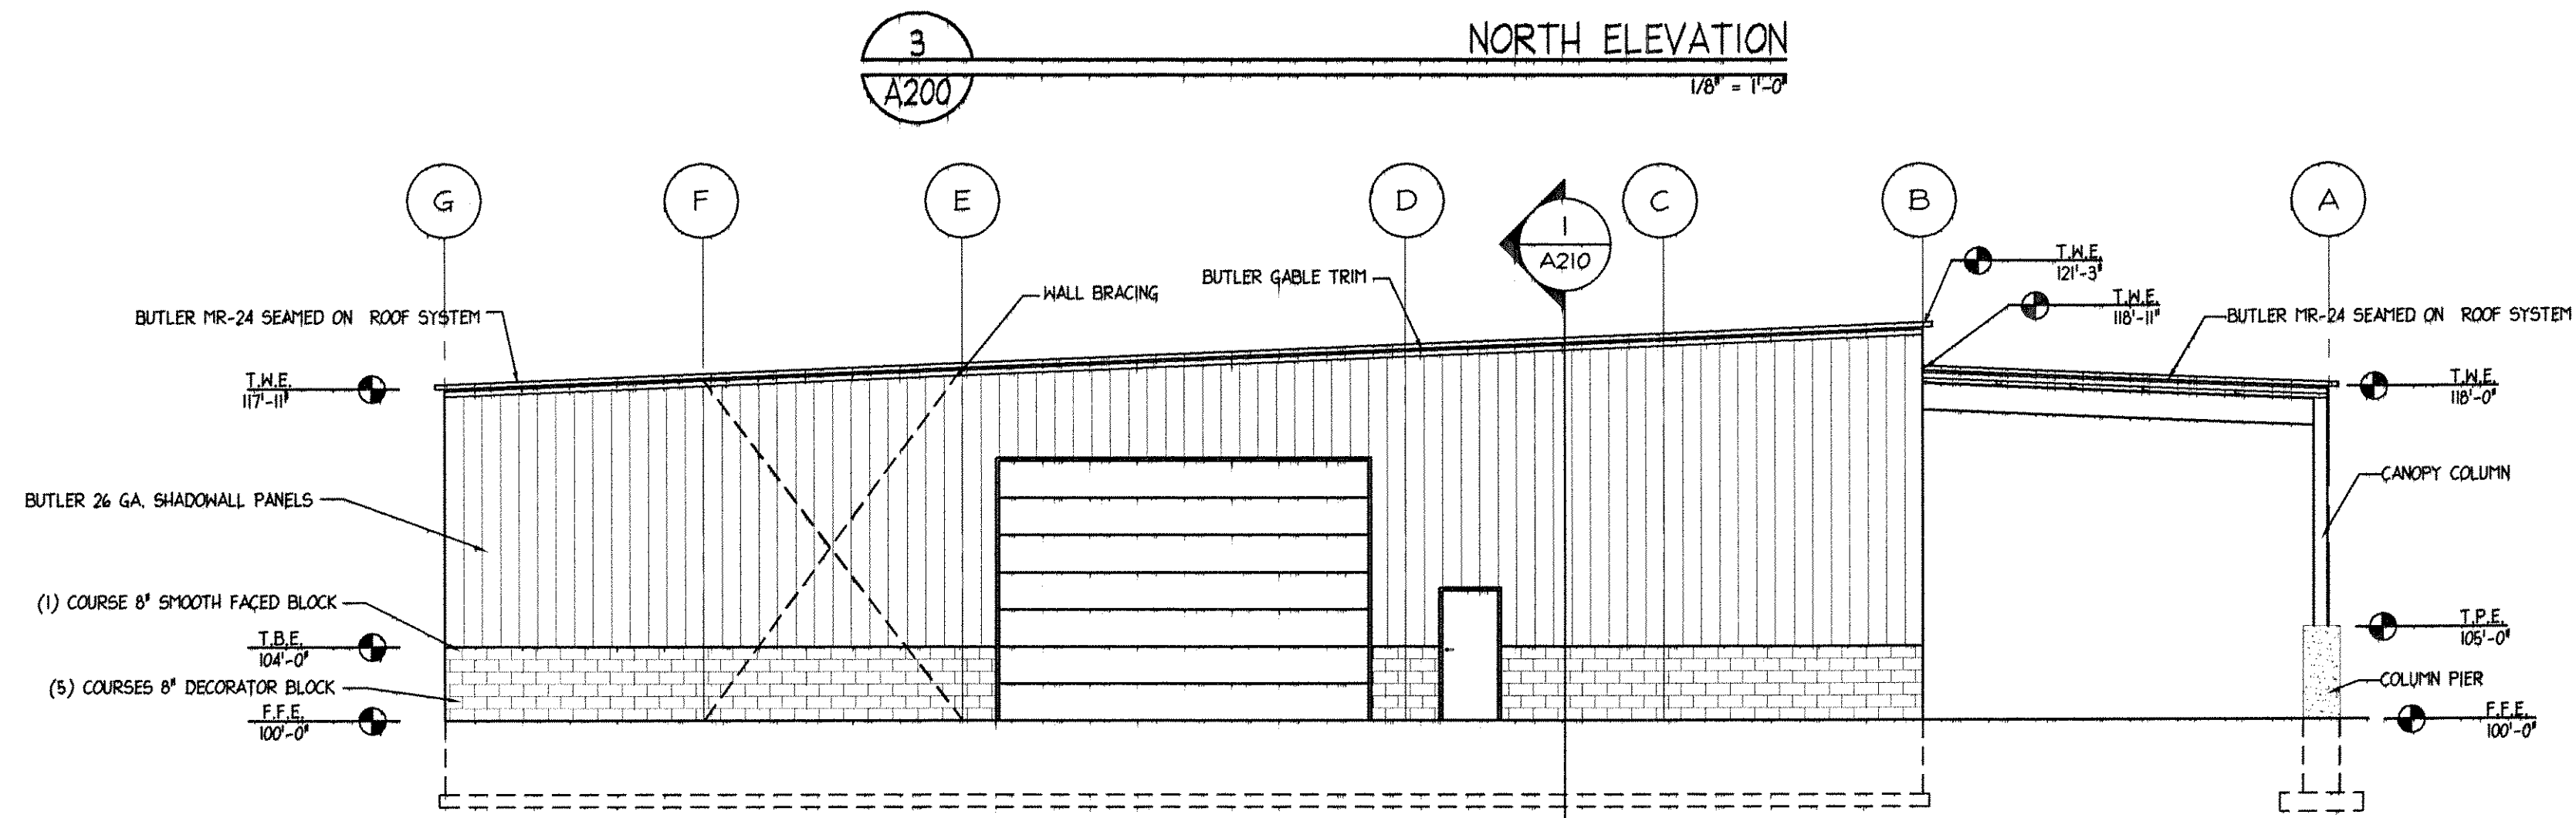 3
A200
NORTH ELEVATION
1/8" = 1'-0"
G
F
E
D
C
B
A
1
A210
T.W.E.
121'-3"
T.W.E.
118'-11"
BUTLER GABLE TRIM
WALL BRACING
BUTLER MR-24 SEAMED ON ROOF SYSTEM
BUTLER MR-24 SEAMED ON ROOF SYSTEM
T.W.E.
117'-11"
T.W.E.
118'-0"
CANOPY COLUMN
BUTLER 26 GA. SHADOWALL PANELS
(1) COURSE 8" SMOOTH FACED BLOCK
T.B.E.
104'-0"
T.P.E.
105'-0"
(5) COURSES 8" DECORATOR BLOCK
COLUMN PIER
F.F.E.
100'-0"
F.F.E.
100'-0"